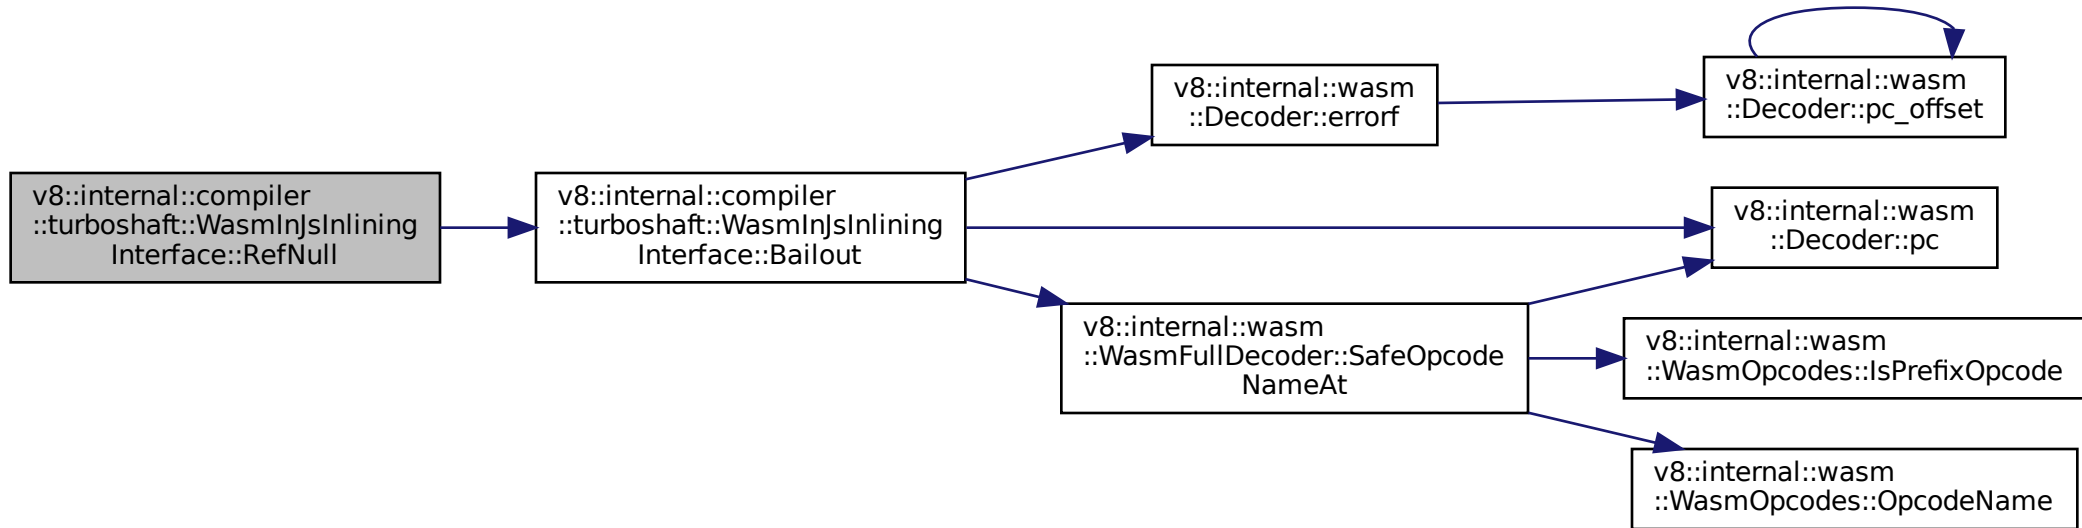 v8::internal::compiler
::turboshaft::WasmInJsInlining
Interface::RefNull
v8::internal::compiler
::turboshaft::WasmInJsInlining
Interface::Bailout
v8::internal::wasm
::Decoder::errorf
v8::internal::wasm
::Decoder::pc_offset
v8::internal::wasm
::Decoder::pc
v8::internal::wasm
::WasmFullDecoder::SafeOpcode
NameAt
v8::internal::wasm
::WasmOpcodes::IsPrefixOpcode
v8::internal::wasm
::WasmOpcodes::OpcodeName